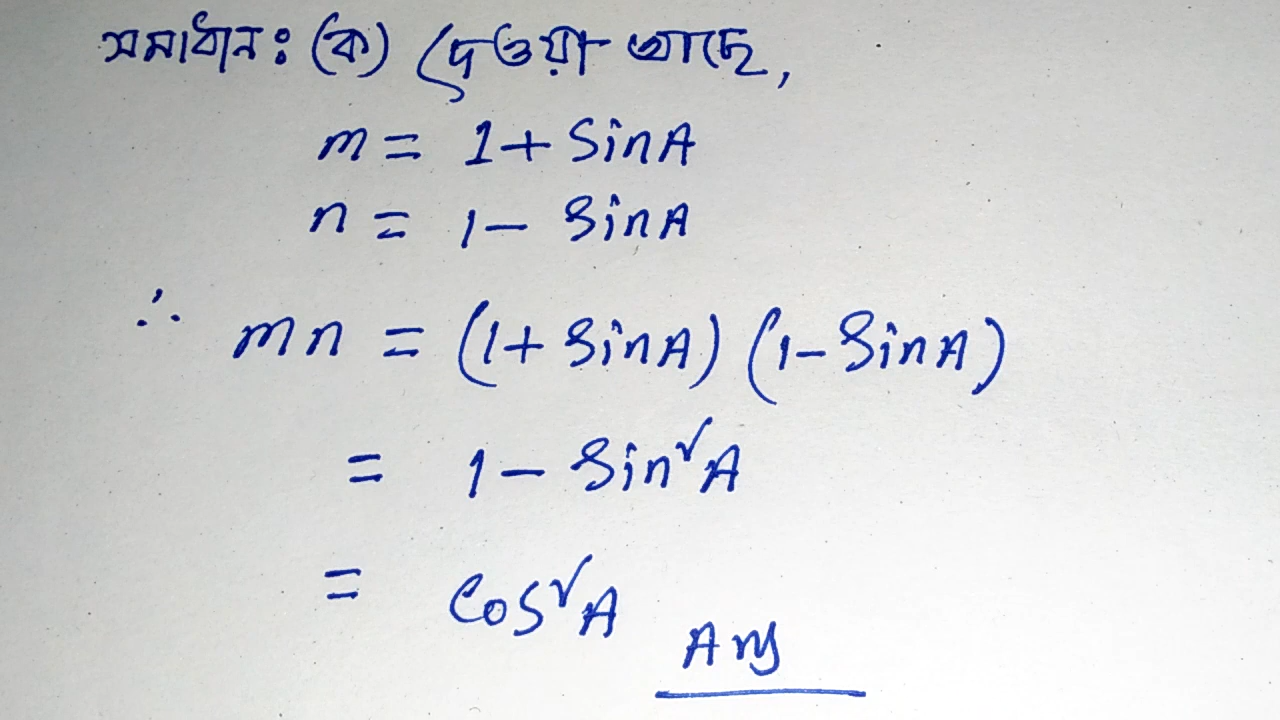 সমাধানঃ (ক) দেওয়া আছে,
m = 1 + SinA
n = 1 - SinA
∴ mn = (1 + SinA) (1 - SinA)
= 1 - Sin²A
= Cos²A Ans